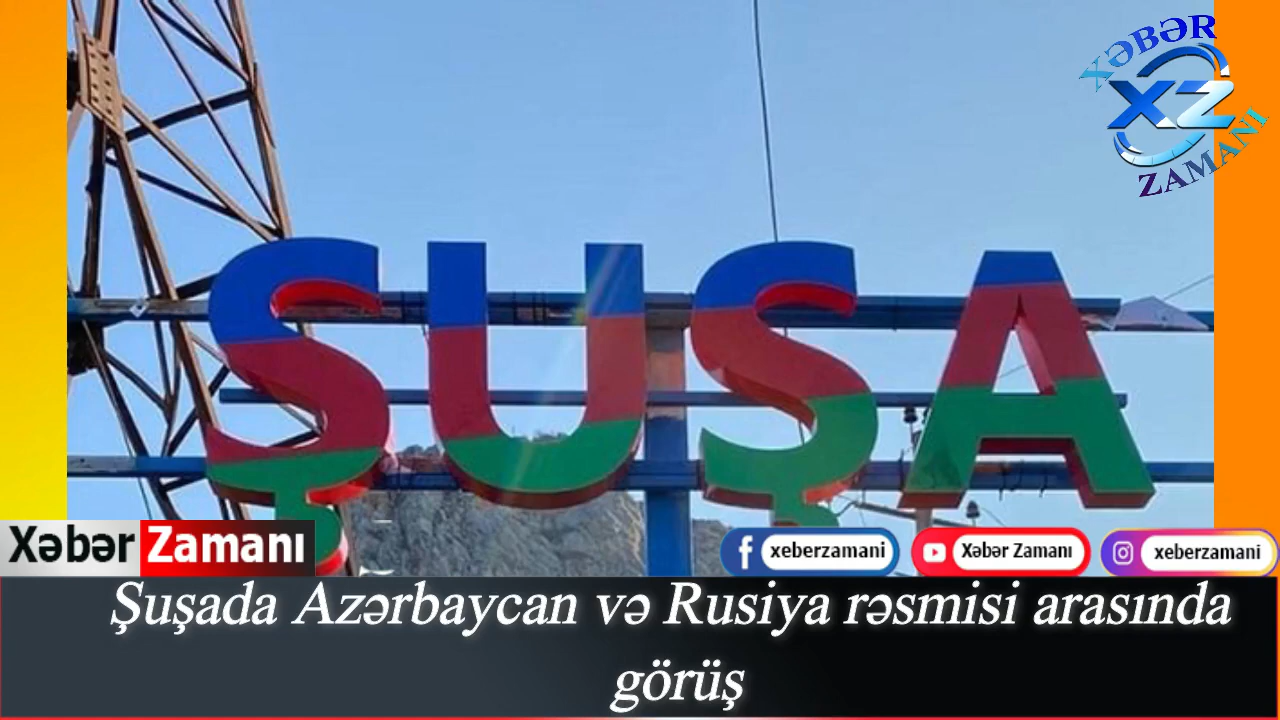 XƏBƏR
XZ
ZAMANI
ŞUŞA
Xəbər Zamanı
xeberzamani
Xəbər Zamanı
xeberzamani
Şuşada Azərbaycan və Rusiya rəsmisi arasında
görüş